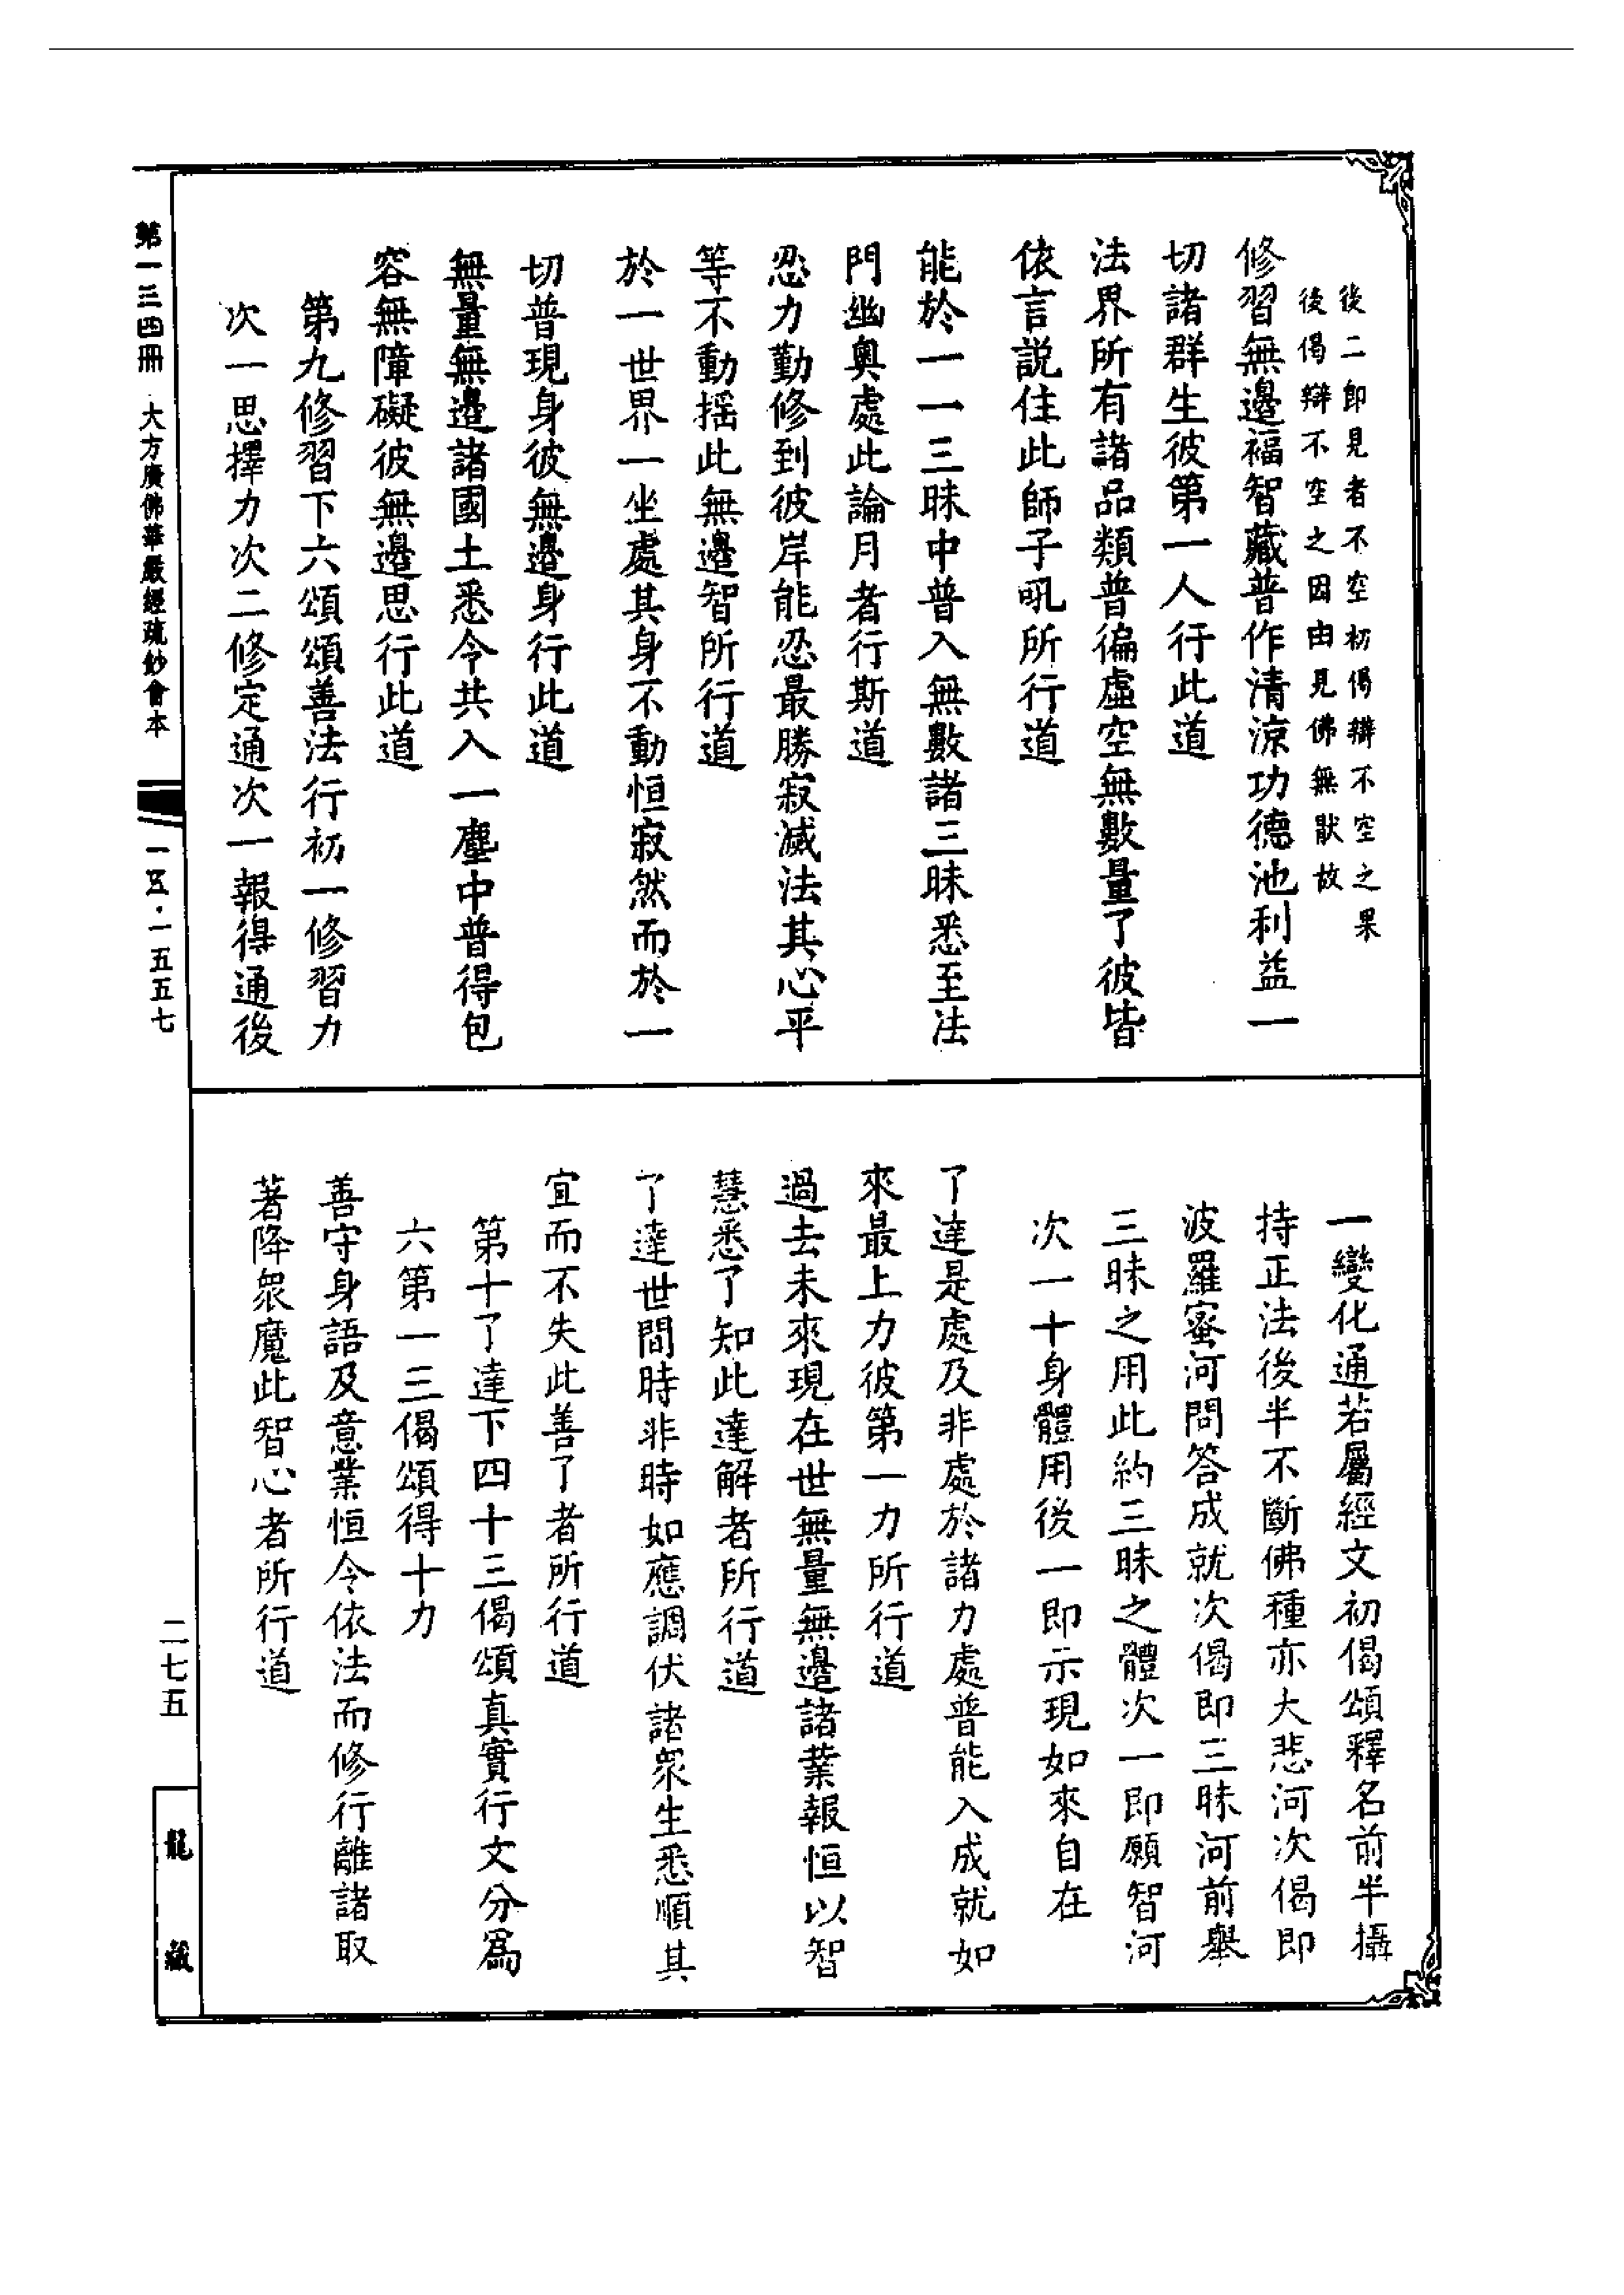 後二即見者不空初偈辯不空之果
後偈辯不空之因由見佛無猒故
修習無邊福智藏普作清涼功德池利益一
切諸群生彼第一人行此道
法界所有諸品類普徧虛空無數量了彼皆
依言說住此師子吼所行道
能於一一三昧中普入無數諸三昧悉至法
門幽奧處此論月者行斯道
忍力勤修到彼岸能忍最勝寂滅法其心平
等不動搖此無邊智所行道
於一世界一坐處其身不動恒寂然而於一
切普現身彼無邊身行此道
無量無邊諸國土悉令共入一塵中普得包
容無障礙彼無邊思行此道
第九修習下六頌頌善法行初一修習力
次一思擇力次二修定通次一報得通後
一變化通若屬經文初偈頌釋名前半攝
持正法後半不斷佛種亦大悲河次偈即
波羅蜜河問答成就次偈即三昧河前舉
三昧之用此約三昧之體次一即願智河
次一十身體用後一即示現如來自在
了達是處及非處於諸力處普能入成就如
來最上力彼第一力所行道
過去未來現在世無量無邊諸業報恒以智
慧悉了知此達解者所行道
了達世間時非時如應調伏諸衆生悉順其
宜而不失此善了者所行道
第十了達下四十三偈頌真實行文分爲
六第一三偈頌得十力
善守身語及意業恒令依法而修行離諸取
著降衆魔此智心者所行道
第一三四冊 大方廣佛華嚴經疏鈔會本
一五·一五五七
二七五
龍藏